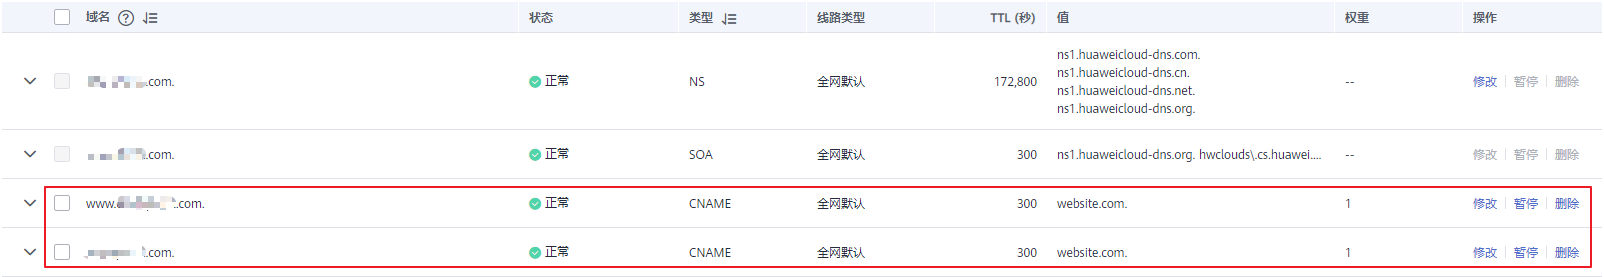 域名 ? 状态 类型 线路类型 TTL (秒) 值 权重 操作
.com. 正常 NS 全网默认 172,800 ns1.huaweicloud-dns.com. -- 修改 暂停 删除
ns1.huaweicloud-dns.cn.
ns1.huaweicloud-dns.net.
ns1.huaweicloud-dns.org.
.com. 正常 SOA 全网默认 300 ns1.huaweicloud-dns.org. hwclouds\.cs.huawei.... -- 修改 暂停 删除
www. .com. 正常 CNAME 全网默认 300 website.com. 1 修改 暂停 删除
.com. 正常 CNAME 全网默认 300 website.com. 1 修改 暂停 删除